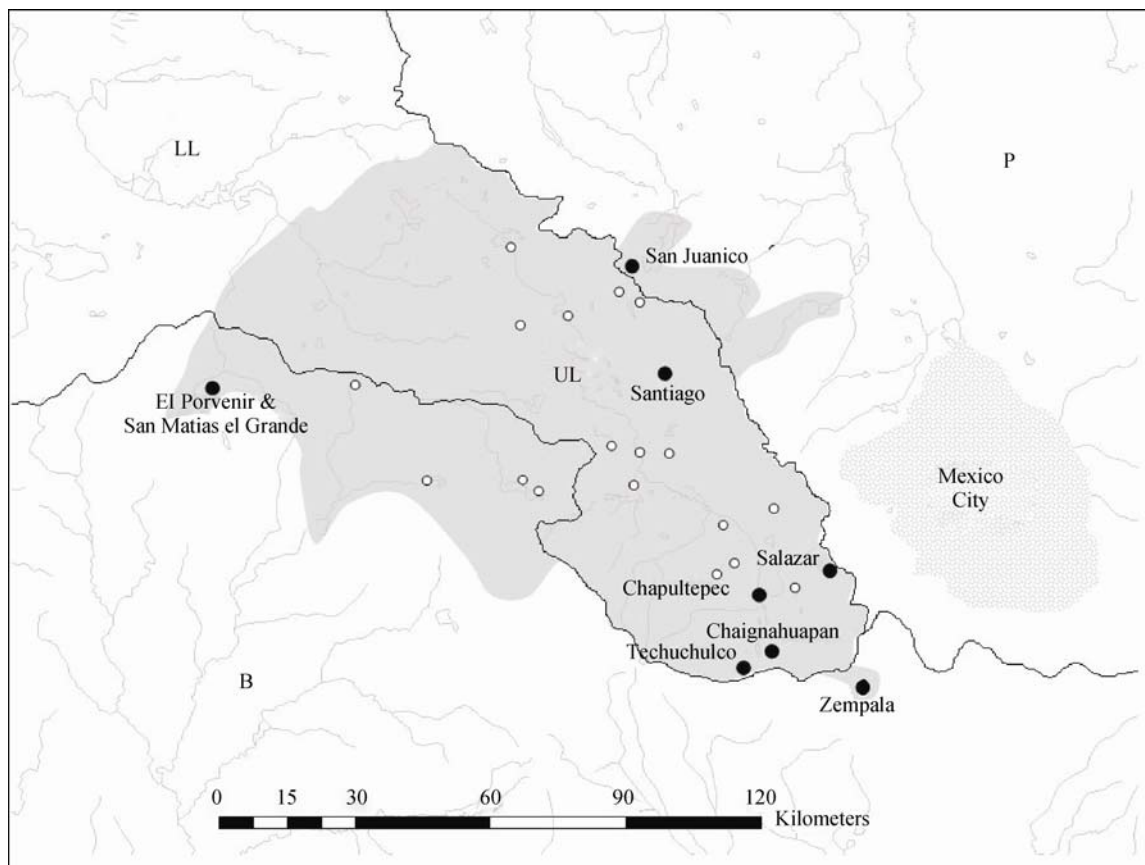 LL
P
San Juanico
UL
Santiago
El Porvenir &
San Matias el Grande
Mexico
City
Salazar
Chapultepec
Chaignahuapan
Techuchulco
B
Zempala
0 15 30 60 90 120
Kilometers